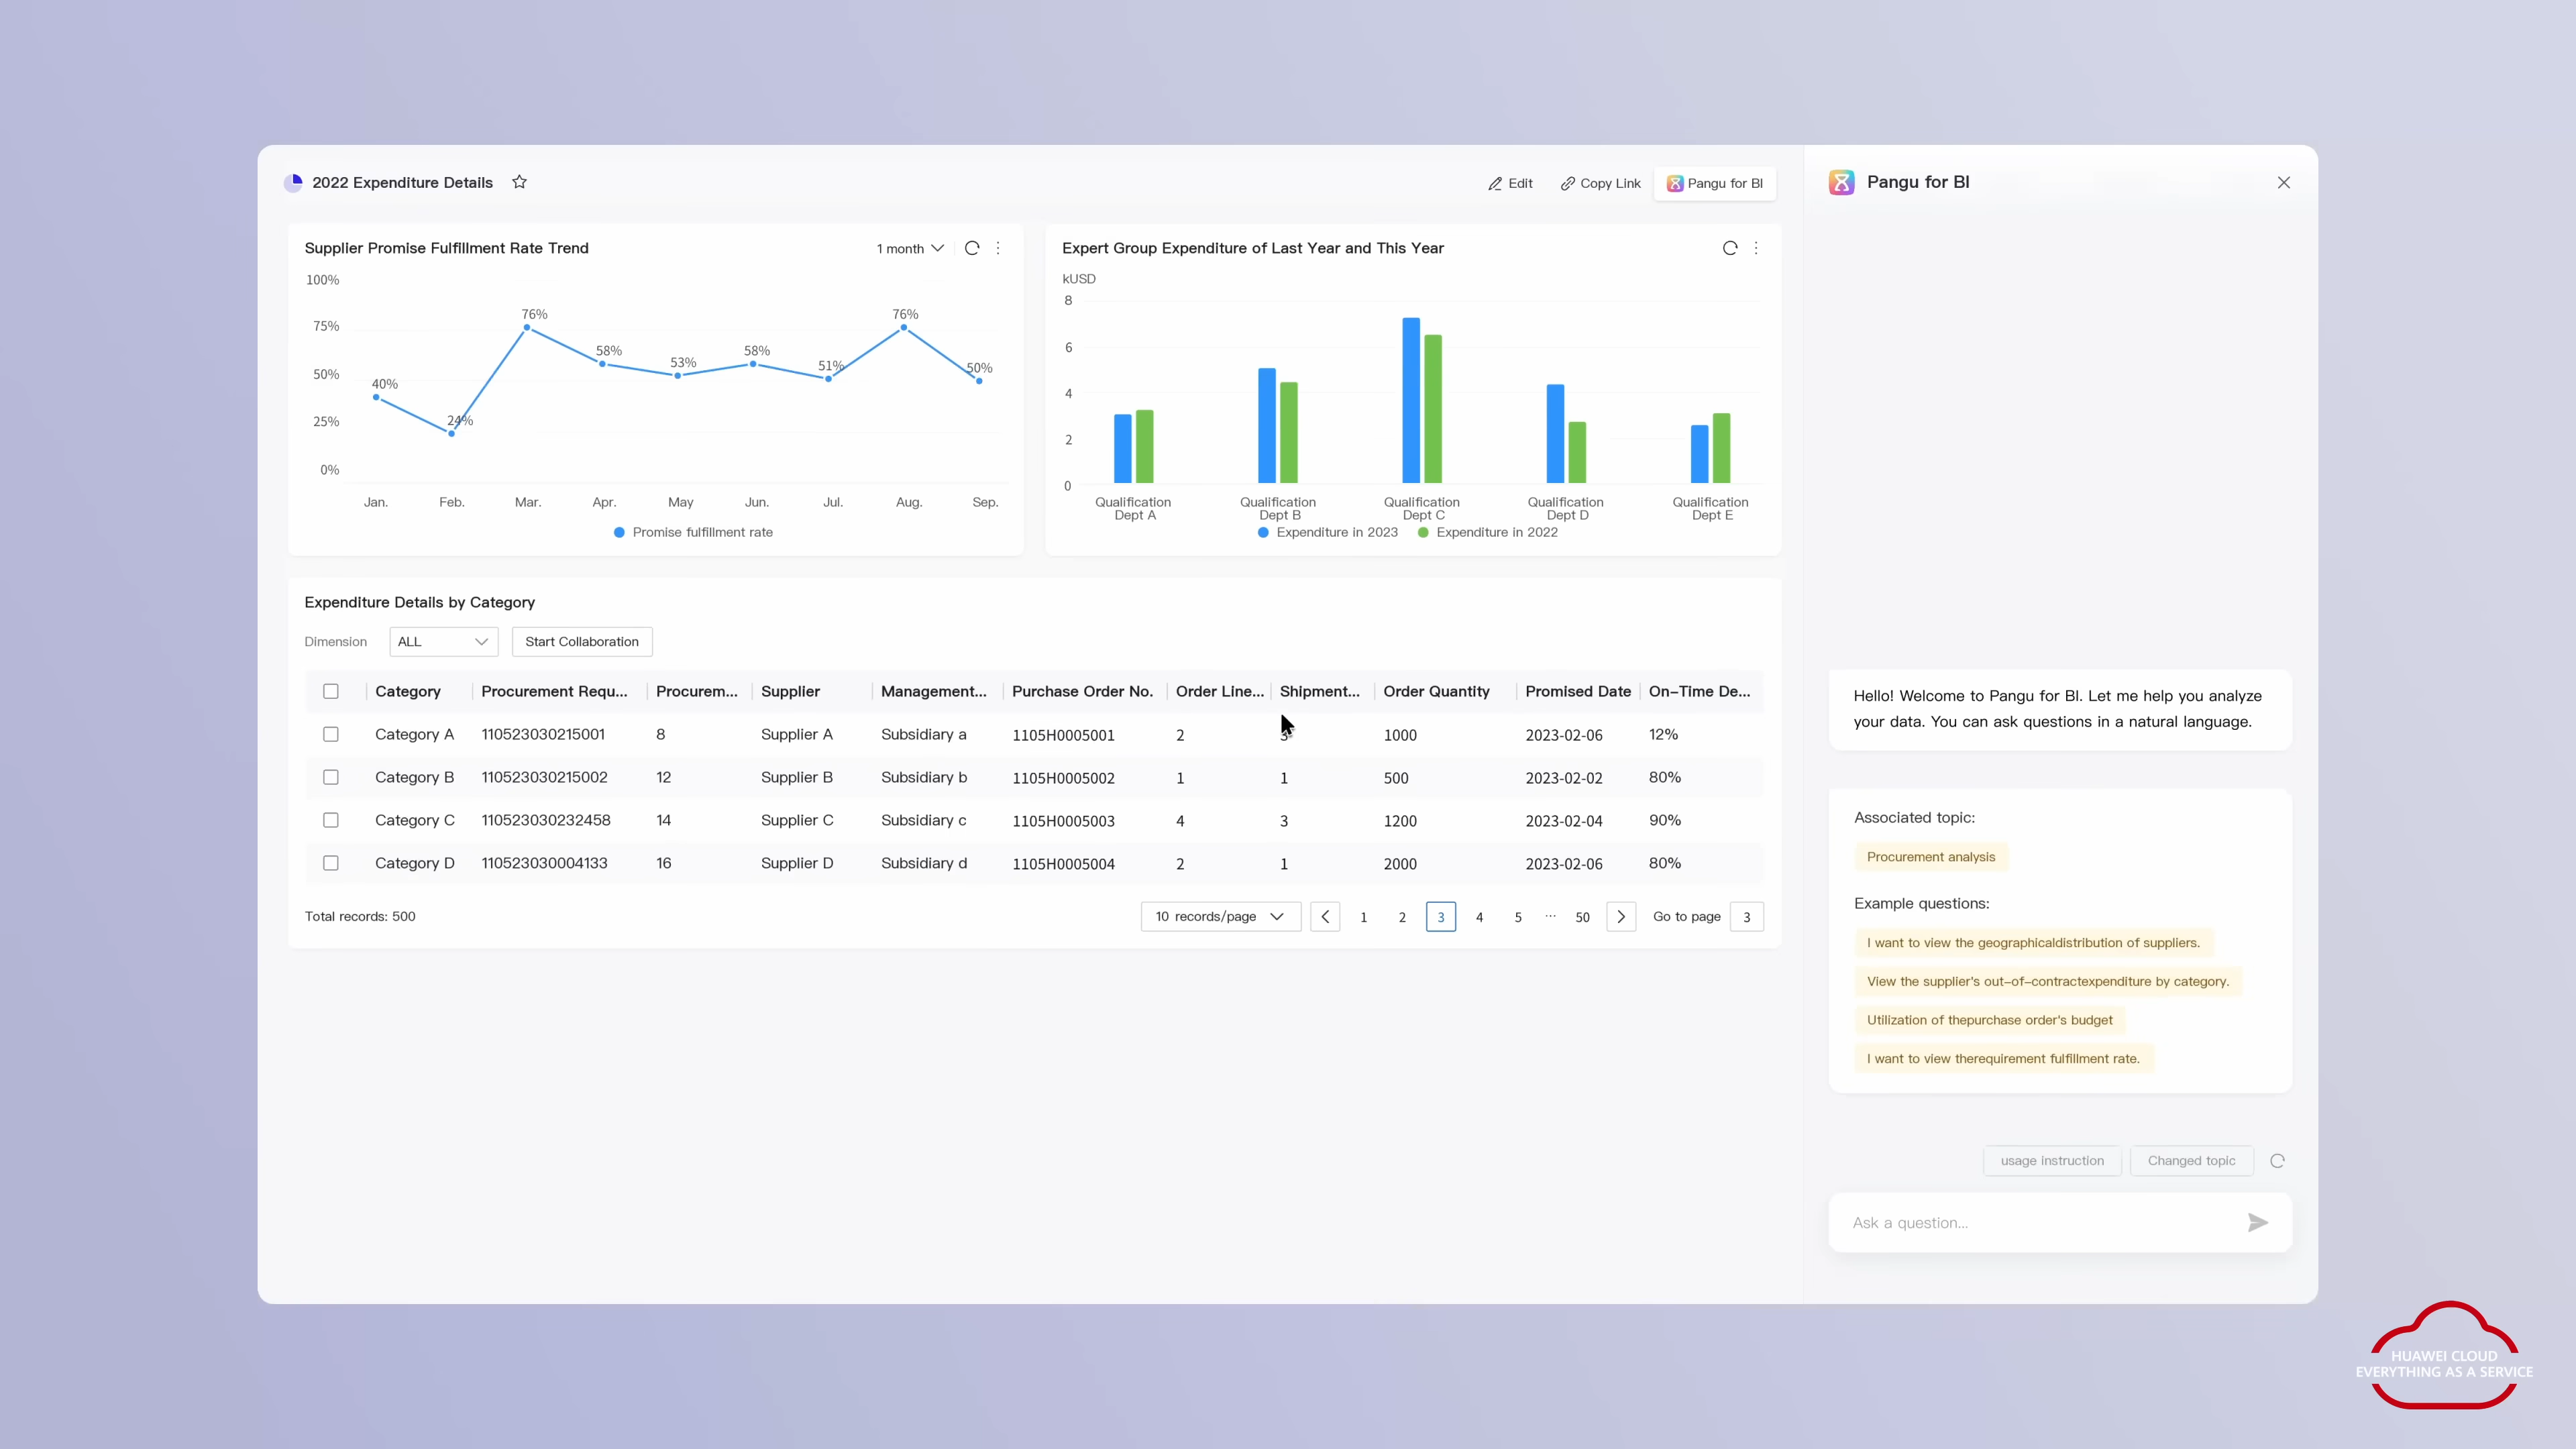 2022 Expenditure Details
Edit
Copy Link
Pangu for BI
Supplier Promise Fulfillment Rate Trend
1 month
100%
75%
50%
25%
0%
40%
24%
76%
58%
53%
58%
51%
76%
50%
Jan. Feb. Mar. Apr. May Jun. Jul. Aug. Sep.
Promise fulfillment rate
Expert Group Expenditure of Last Year and This Year
kUSD
8
6
4
2
0
Qualification Dept A
Qualification Dept B
Qualification Dept C
Qualification Dept D
Qualification Dept E
Expenditure in 2023 Expenditure in 2022
Expenditure Details by Category
Dimension ALL Start Collaboration
Category Procurement Requ... Procurem... Supplier Management... Purchase Order No. Order Line... Shipment... Order Quantity Promised Date On-Time De...
Category A 110523030215001 8 Supplier A Subsidiary a 1105H0005001 2 3 1000 2023-02-06 12%
Category B 110523030215002 12 Supplier B Subsidiary b 1105H0005002 1 1 500 2023-02-02 80%
Category C 110523030232458 14 Supplier C Subsidiary c 1105H0005003 4 3 1200 2023-02-04 90%
Category D 110523030004133 16 Supplier D Subsidiary d 1105H0005004 2 1 2000 2023-02-06 80%
Total records: 500 10 records/page 1 2 3 4 5 ... 50 Go to page 3
Pangu for BI
Hello! Welcome to Pangu for BI. Let me help you analyze
your data. You can ask questions in a natural language.
Associated topic:
Procurement analysis
Example questions:
I want to view the geographicaldistribution of suppliers.
View the supplier's out-of-contractexpenditure by category.
Utilization of thepurchase order's budget
I want to view therequirement fulfillment rate.
usage instruction Changed topic
Ask a question...
HUAWEI CLOUD
EVERYTHING AS A SERVICE